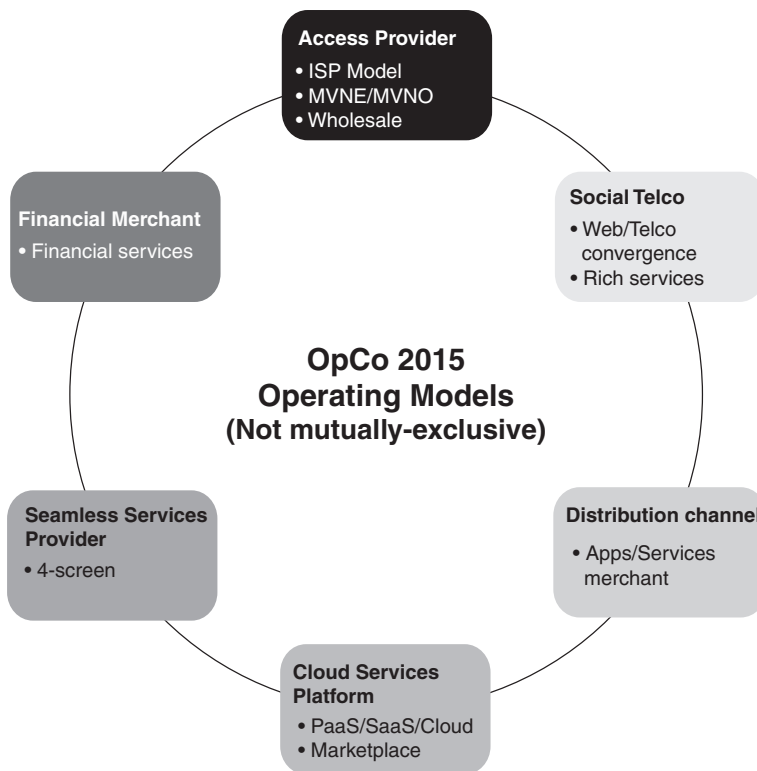 Access Provider
• ISP Model
• MVNE/MVNO
• Wholesale
Social Telco
• Web/Telco
convergence
• Rich services
Distribution channel
• Apps/Services
merchant
Cloud Services
Platform
• PaaS/SaaS/Cloud
• Marketplace
Seamless Services
Provider
• 4-screen
Financial Merchant
• Financial services
OpCo 2015
Operating Models
(Not mutually-exclusive)